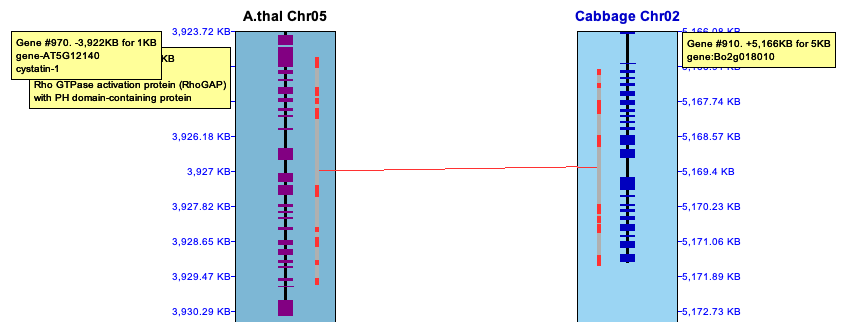 A.thal Chr05
Cabbage Chr02
Gene #970. -3,922KB for 1KB
gene-AT5G12140
cystatin-1
KB
Rho GTPase activation protein (RhoGAP)
with PH domain-containing protein
3,923.72 KB
3,926.18 KB
3,927 KB
3,927.82 KB
3,928.65 KB
3,929.47 KB
3,930.29 KB
Gene #910. +5,166KB for 5KB
gene:Bo2g018010
5,166.08 KB
5,167.74 KB
5,168.57 KB
5,169.4 KB
5,170.23 KB
5,171.06 KB
5,171.89 KB
5,172.73 KB